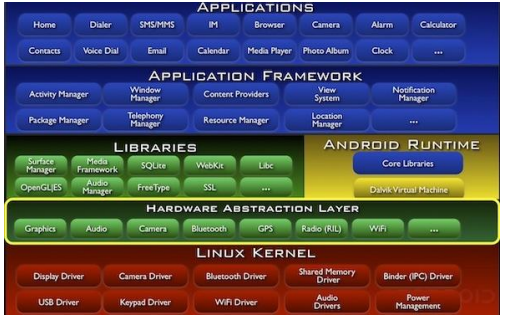 APPLICATIONS
Home Dialer SMS/MMS IM Browser Camera Alarm Calculator
Contacts Voice Dial Email Calendar Media Player Photo Album Clock ...
APPLICATION FRAMEWORK
Activity Manager Window Manager Content Providers View System Notification Manager
Package Manager Telephony Manager Resource Manager Location Manager ...
LIBRARIES
Surface Manager Media Framework SQLite WebKit Libc
OpenGL|ES Audio Manager FreeType SSL ...
ANDROID RUNTIME
Core Libraries
Dalvik Virtual Machine
HARDWARE ABSTRACTION LAYER
Graphics Audio Camera Bluetooth GPS Radio (RIL) WiFi ...
LINUX KERNEL
Display Driver Camera Driver Bluetooth Driver Shared Memory Driver Binder (IPC) Driver
USB Driver Keypad Driver WiFi Driver Audio Drivers Power Management